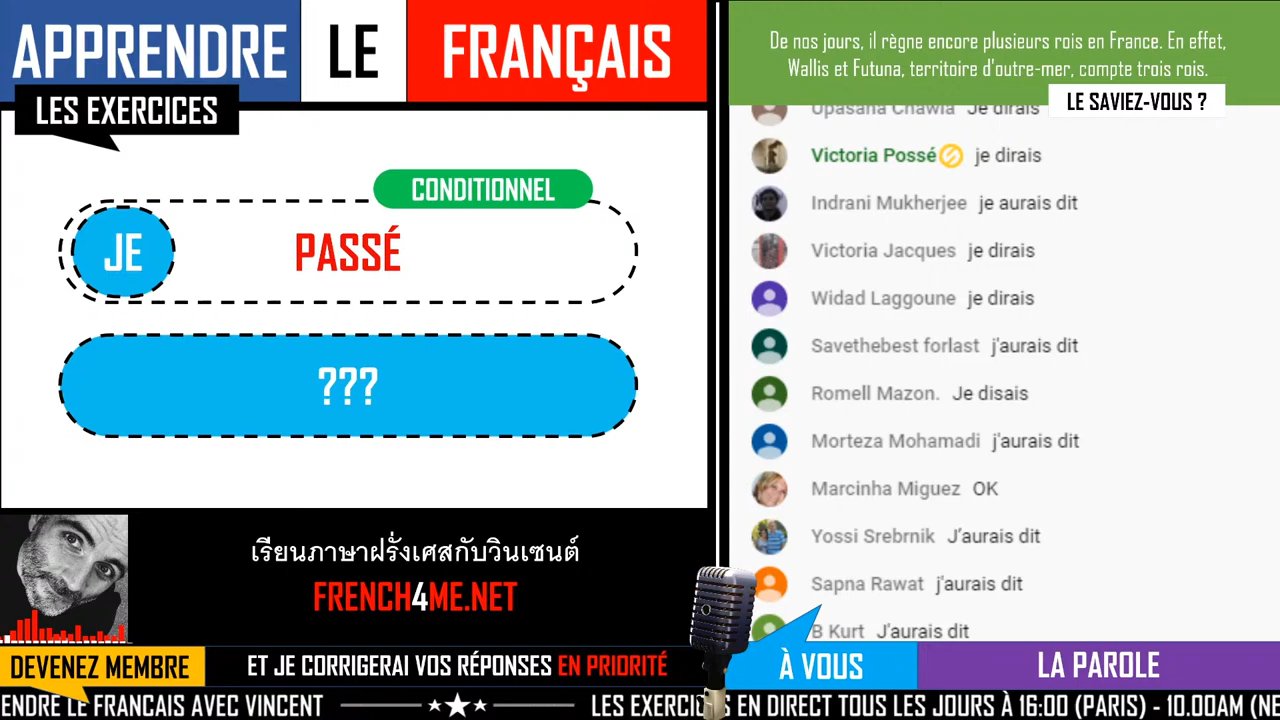 APPRENDRE LE FRANÇAIS
LES EXERCICES
CONDITIONNEL
JE PASSÉ
???
เรียนภาษาฝรั่งเศสกับวินเซนต์
FRENCH4ME.NET
DEVENEZ MEMBRE
ET JE CORRIGERAI VOS RÉPONSES EN PRIORITÉ
De nos jours, il règne encore plusieurs rois en France. En effet,
Wallis et Futuna, territoire d'outre-mer, compte trois rois.
LE SAVIEZ-VOUS ?
Upasana Chawla Je dirais
Victoria Possé je dirais
Indrani Mukherjee je aurais dit
Victoria Jacques je dirais
Widad Laggoune je dirais
Savethebest forlast j'aurais dit
Romell Mazon. Je disais
Morteza Mohamadi j'aurais dit
Marcinha Miguez OK
Yossi Srebrnik J'aurais dit
Sapna Rawat j'aurais dit
B Kurt J'aurais dit
À VOUS LA PAROLE
ENDRE LE FRANCAIS AVEC VINCENT LES EXERCICES EN DIRECT TOUS LES JOURS À 16:00 (PARIS) - 10.00AM (NE